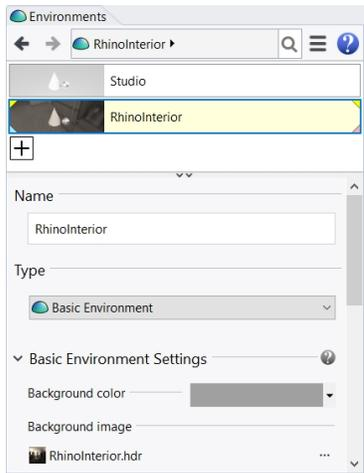 Environments
RhinoInterior
Studio
RhinoInterior
Name
RhinoInterior
Type
Basic Environment
Basic Environment Settings
Background color
Background image
RhinoInterior.hdr ...